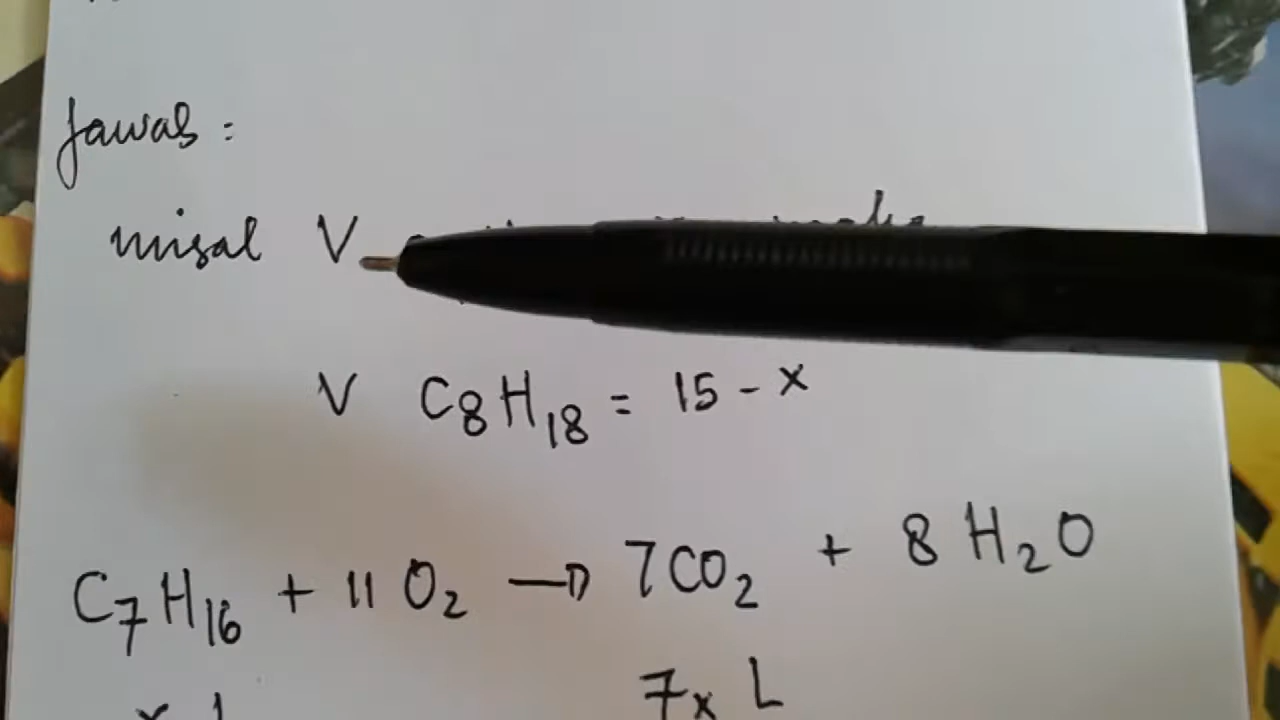 Jawab :
misal V
V C₈H₁₈ = 15 - x
C₇H₁₆ + 11 O₂ → 7CO₂ + 8 H₂O
7x L